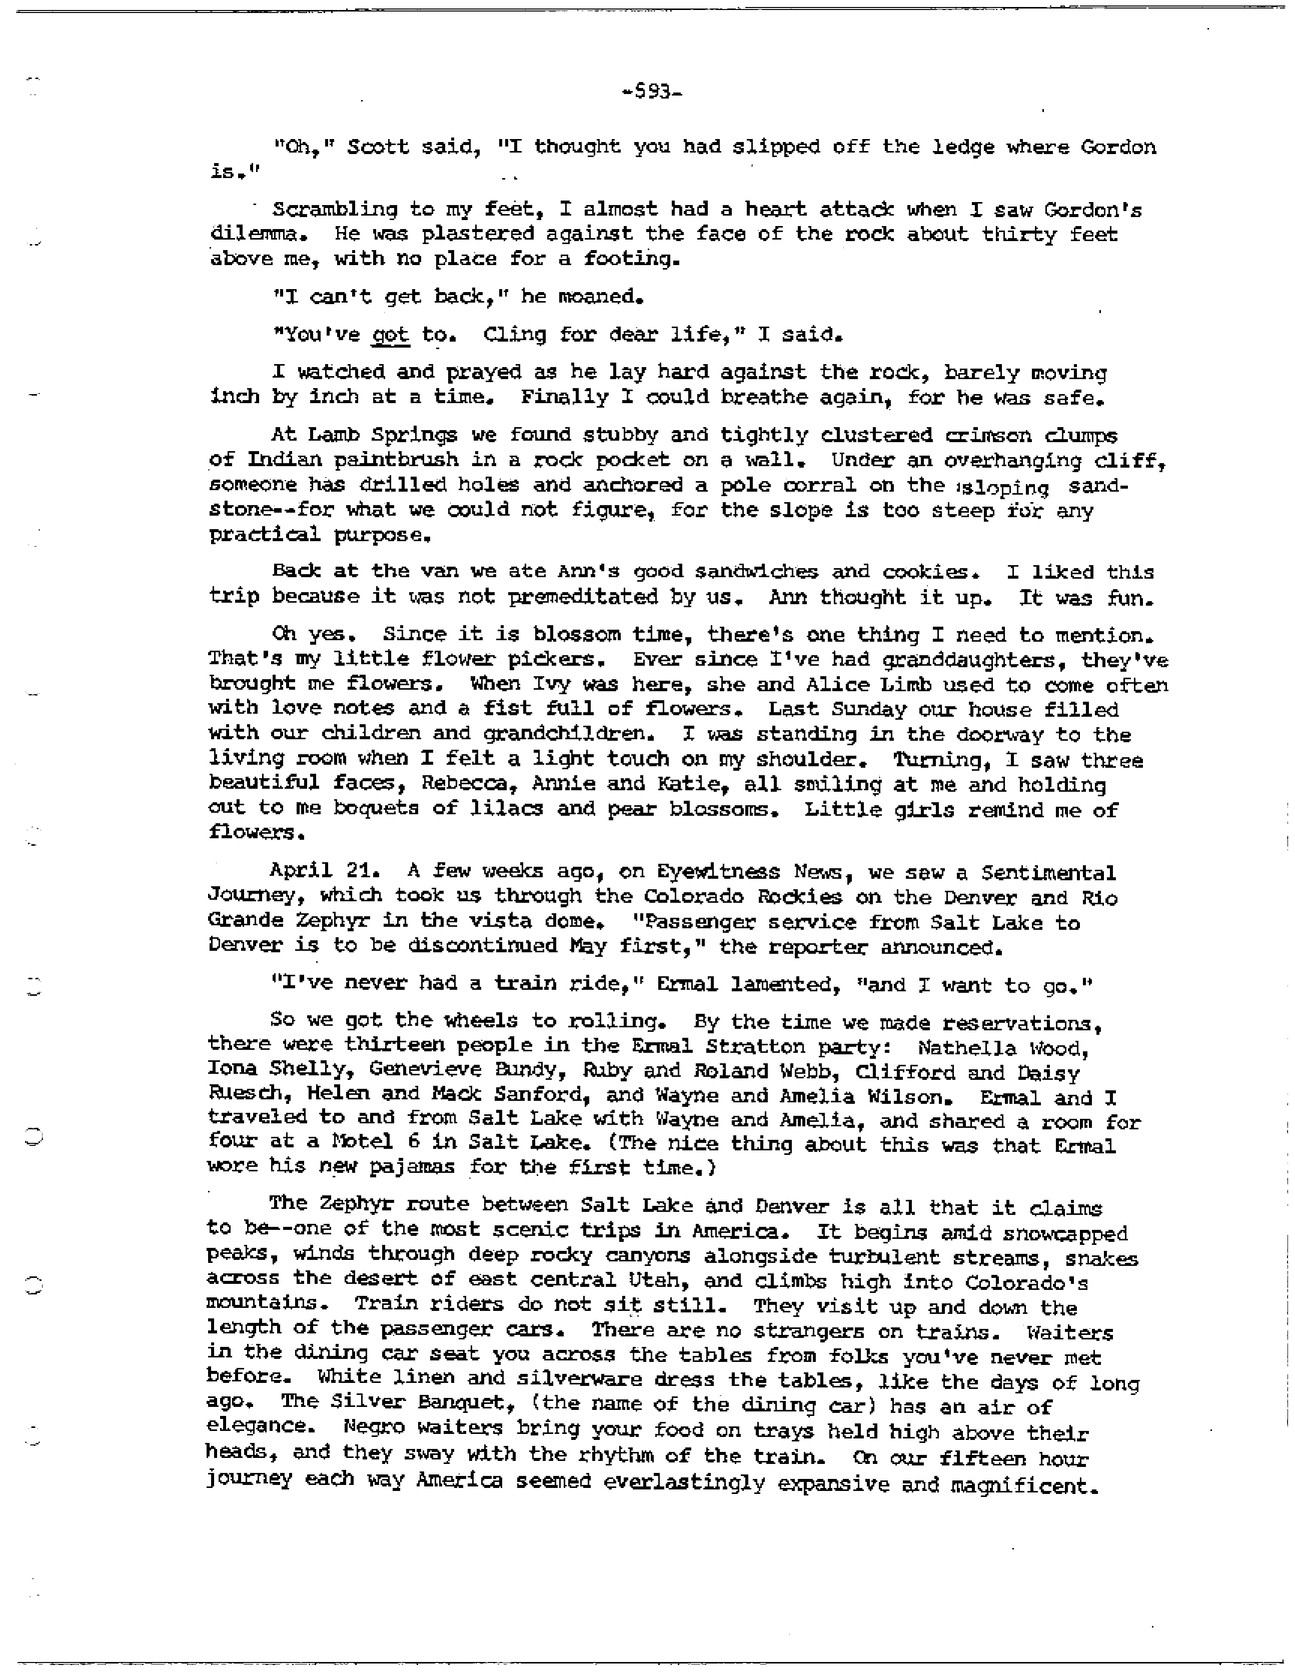 -593-
"Oh," Scott said, "I thought you had slipped off the ledge where Gordon
is."
Scrambling to my feet, I almost had a heart attack when I saw Gordon's
dilemma. He was plastered against the face of the rock about thirty feet
above me, with no place for a footing.
"I can't get back," he moaned.
"You've got to. Cling for dear life," I said.
I watched and prayed as he lay hard against the rock, barely moving
inch by inch at a time. Finally I could breathe again, for he was safe.
At Lamb Springs we found stubby and tightly clustered crimson clumps
of Indian paintbrush in a rock pocket on a wall. Under an overhanging cliff,
someone has drilled holes and anchored a pole corral on the sloping sand-
stone--for what we could not figure, for the slope is too steep for any
practical purpose.
Back at the van we ate Ann's good sandwiches and cookies. I liked this
trip because it was not premeditated by us. Ann thought it up. It was fun.
Oh yes. Since it is blossom time, there's one thing I need to mention.
That's my little flower pickers. Ever since I've had granddaughters, they've
brought me flowers. When Ivy was here, she and Alice Limb used to come often
with love notes and a fist full of flowers. Last Sunday our house filled
with our children and grandchildren. I was standing in the doorway to the
living room when I felt a light touch on my shoulder. Turning, I saw three
beautiful faces, Rebecca, Annie and Katie, all smiling at me and holding
out to me boquets of lilacs and pear blossoms. Little girls remind me of
flowers.
April 21. A few weeks ago, on Eyewitness News, we saw a Sentimental
Journey, which took us through the Colorado Rockies on the Denver and Rio
Grande Zephyr in the vista dome. "Passenger service from Salt Lake to
Denver is to be discontinued May first," the reporter announced.
"I've never had a train ride," Ermal lamented, "and I want to go."
So we got the wheels to rolling. By the time we made reservations,
there were thirteen people in the Ermal Stratton party: Nathella Wood,
Iona Shelly, Genevieve Bundy, Ruby and Roland Webb, Clifford and Daisy
Ruesch, Helen and Mack Sanford, and Wayne and Amelia Wilson. Ermal and I
traveled to and from Salt Lake with Wayne and Amelia, and shared a room for
four at a Motel 6 in Salt Lake. (The nice thing about this was that Ermal
wore his new pajamas for the first time.)
The Zephyr route between Salt Lake and Denver is all that it claims
to be--one of the most scenic trips in America. It begins amid snowcapped
peaks, winds through deep rocky canyons alongside turbulent streams, snakes
across the desert of east central Utah, and climbs high into Colorado's
mountains. Train riders do not sit still. They visit up and down the
length of the passenger cars. There are no strangers on trains. Waiters
in the dining car seat you across the tables from folks you've never met
before. White linen and silverware dress the tables, like the days of long
ago. The Silver Banquet, (the name of the dining car) has an air of
elegance. Negro waiters bring your food on trays held high above their
heads, and they sway with the rhythm of the train. On our fifteen hour
journey each way America seemed everlastingly expansive and magnificent.